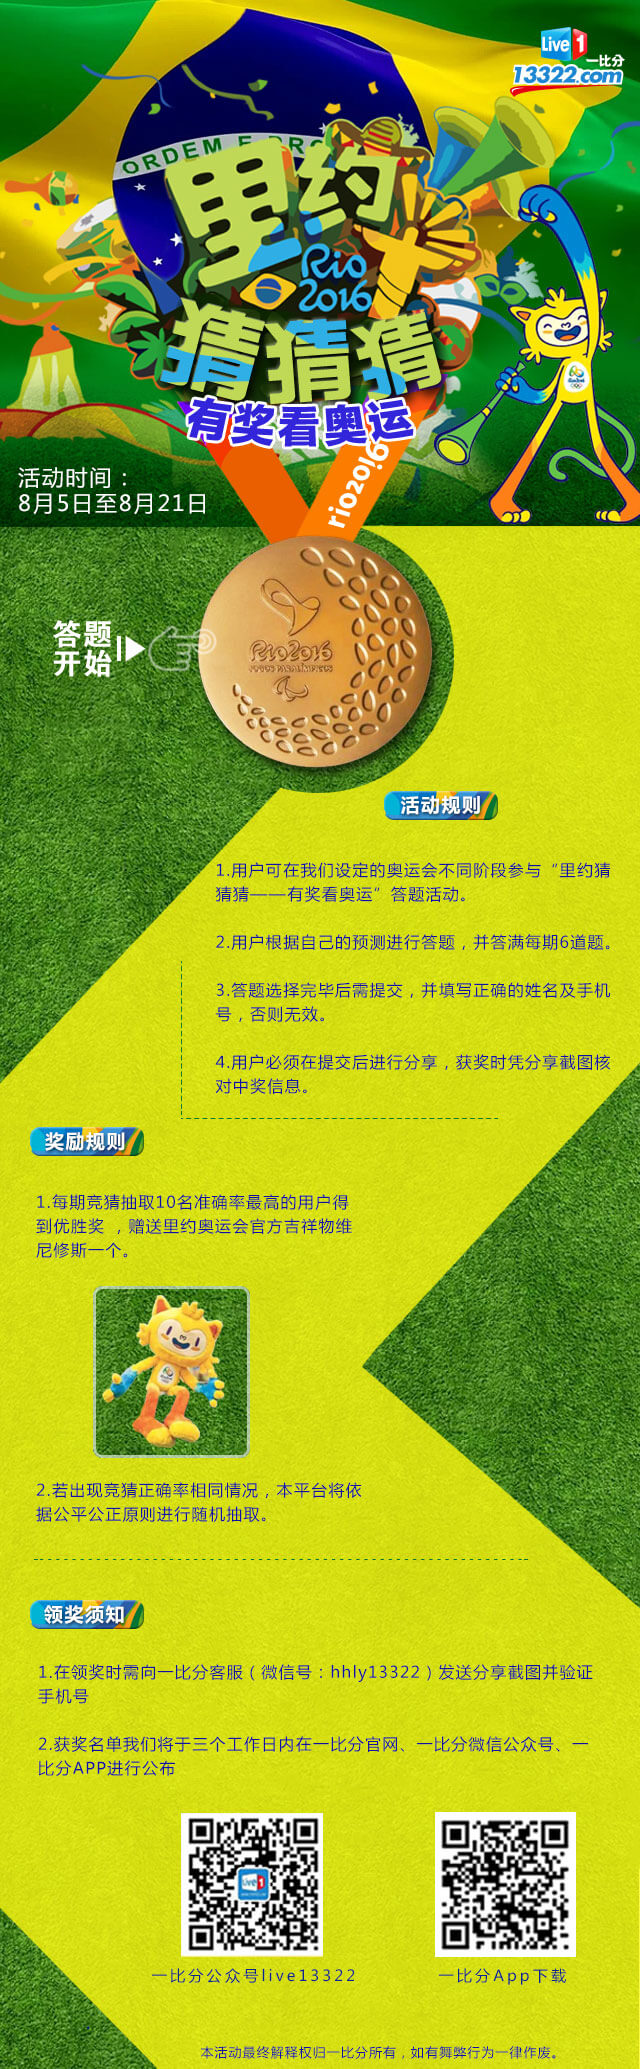 Live 1
一比分
13322.com
ORDEM E PRO
里约
Rio
2016
猜猜猜
有奖看奥运
活动时间：
8月5日至8月21日
rio2016
答题
开始
Rio2016
活动规则
1.用户可在我们设定的奥运会不同阶段参与“里约猜
猜猜——有奖看奥运”答题活动。
2.用户根据自己的预测进行答题，并答满每期6道题。
3.答题选择完毕后需提交，并填写正确的姓名及手机
号，否则无效。
4.用户必须在提交后进行分享，获奖时凭分享截图核
对中奖信息。
奖励规则
1.每期竞猜抽取10名准确率最高的用户得
到优胜奖 ，赠送里约奥运会官方吉祥物维
尼修斯一个。
2.若出现竞猜正确率相同情况，本平台将依
据公平公正原则进行随机抽取。
领奖须知
1.在领奖时需向一比分客服（微信号：hhly13322）发送分享截图并验证
手机号
2.获奖名单我们将于三个工作日内在一比分官网、一比分微信公众号、一
比分APP进行公布
Live 1
一比分公众号live13322
一比分App下载
本活动最终解释权归一比分所有，如有舞弊行为一律作废。